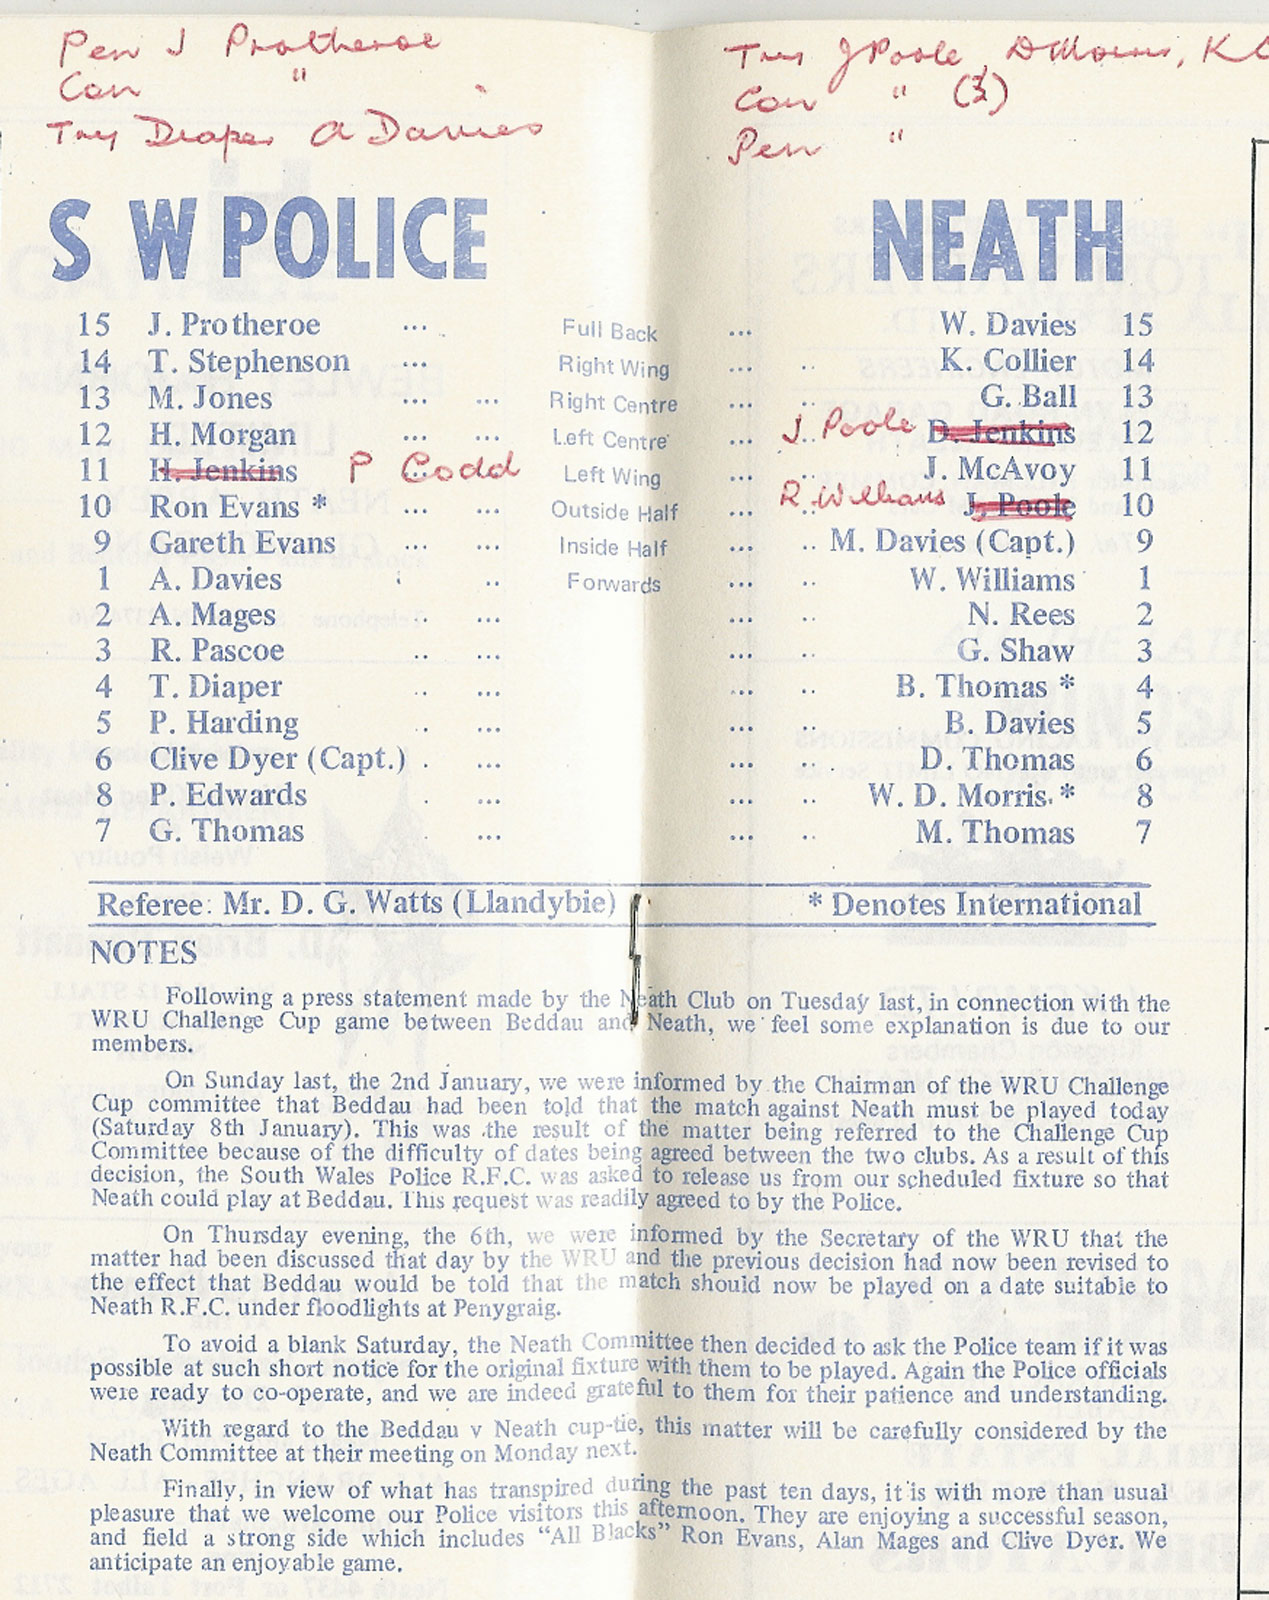 Pen J Protheroe
Con "
Try Diaper A Davies
Trys J Poole, D Morris, K C
Con " (2)
Pen "
S W POLICE
NEATH
15 J. Protheroe ... Full Back ... W. Davies 15
14 T. Stephenson ... Right Wing ... .. K. Collier 14
13 M. Jones ... ... Right Centre ... .. G. Ball 13
12 H. Morgan ... ... Left Centre ... J. Poole D. Jenkins 12
11 H. Jenkins P Codd Left Wing ... .. J. McAvoy 11
10 Ron Evans * ... ... Outside Half ... R. Williams J. Poole 10
9 Gareth Evans ... ... Inside Half ... .. M. Davies (Capt.) 9
1 A. Davies .. Forwards ... .. W. Williams 1
2 A. Mages .. ... ... .. N. Rees 2
3 R. Pascoe .. ... ... .. G. Shaw 3
4 T. Diaper .. ... ... .. B. Thomas * 4
5 P. Harding . ... ... .. B. Davies 5
6 Clive Dyer (Capt.) . ... ... .. D. Thomas 6
8 P. Edwards . ... ... .. W. D. Morris. * 8
7 G. Thomas . ... ... .. M. Thomas 7
Referee: Mr. D. G. Watts (Llandybie) * Denotes International
NOTES
Following a press statement made by the Neath Club on Tuesday last, in connection with the
WRU Challenge Cup game between Beddau and Neath, we feel some explanation is due to our
members.
On Sunday last, the 2nd January, we were informed by the Chairman of the WRU Challenge
Cup committee that Beddau had been told that the match against Neath must be played today
(Saturday 8th January). This was the result of the matter being referred to the Challenge Cup
Committee because of the difficulty of dates being agreed between the two clubs. As a result of this
decision, the South Wales Police R.F.C. was asked to release us from our scheduled fixture so that
Neath could play at Beddau. This request was readily agreed to by the Police.
On Thursday evening, the 6th, we were informed by the Secretary of the WRU that the
matter had been discussed that day by the WRU and the previous decision had now been revised to
the effect that Beddau would be told that the match should now be played on a date suitable to
Neath R.F.C. under floodlights at Penygraig.
To avoid a blank Saturday, the Neath Committee then decided to ask the Police team if it was
possible at such short notice for the original fixture with them to be played. Again the Police officials
were ready to co-operate, and we are indeed grateful to them for their patience and understanding.
With regard to the Beddau v Neath cup-tie, this matter will be carefully considered by the
Neath Committee at their meeting on Monday next.
Finally, in view of what has transpired during the past ten days, it is with more than usual
pleasure that we welcome our Police visitors this afternoon. They are enjoying a successful season,
and field a strong side which includes "All Blacks" Ron Evans, Alan Mages and Clive Dyer. We
anticipate an enjoyable game.